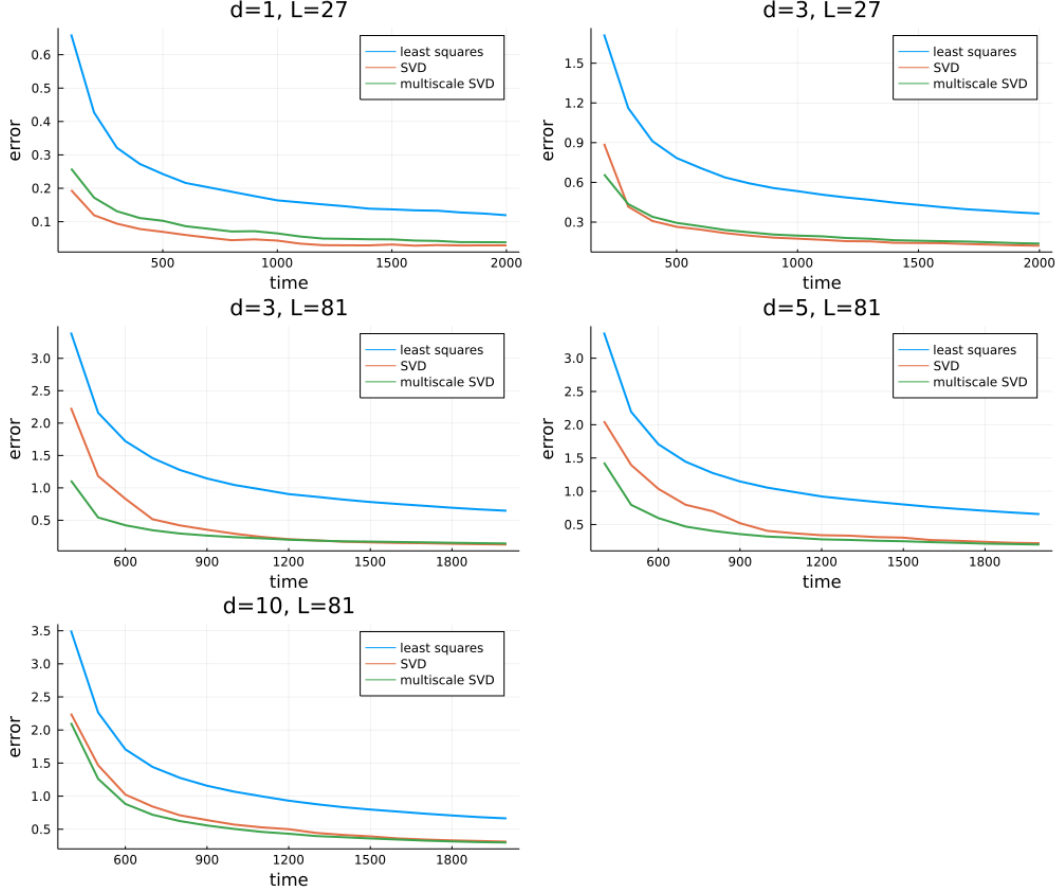 d=1, L=27
least squares
SVD
multiscale SVD
error
0.6
0.5
0.4
0.3
0.2
0.1
500
1000
1500
2000
time
d=3, L=27
least squares
SVD
multiscale SVD
error
1.5
1.2
0.9
0.6
0.3
500
1000
1500
2000
time
d=3, L=81
least squares
SVD
multiscale SVD
error
3.0
2.5
2.0
1.5
1.0
0.5
600
900
1200
1500
1800
time
d=5, L=81
least squares
SVD
multiscale SVD
error
3.0
2.5
2.0
1.5
1.0
0.5
600
900
1200
1500
1800
time
d=10, L=81
least squares
SVD
multiscale SVD
error
3.5
3.0
2.5
2.0
1.5
1.0
0.5
600
900
1200
1500
1800
time